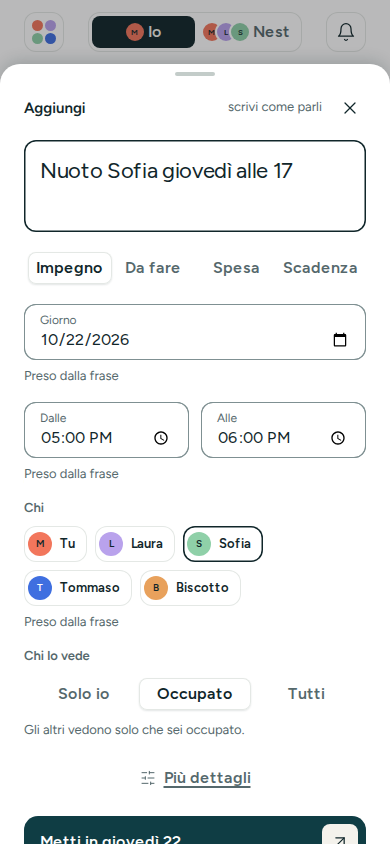 M Io M L S Nest
Aggiungi scrivi come parli
Nuoto Sofia giovedì alle 17
Impegno Da fare Spesa Scadenza
Giorno
10/22/2026
Preso dalla frase
Dalle Alle
05:00 PM 06:00 PM
Preso dalla frase
Chi
M Tu L Laura S Sofia
T Tommaso B Biscotto
Preso dalla frase
Chi lo vede
Solo io Occupato Tutti
Gli altri vedono solo che sei occupato.
Più dettagli
Metti in giovedì 22